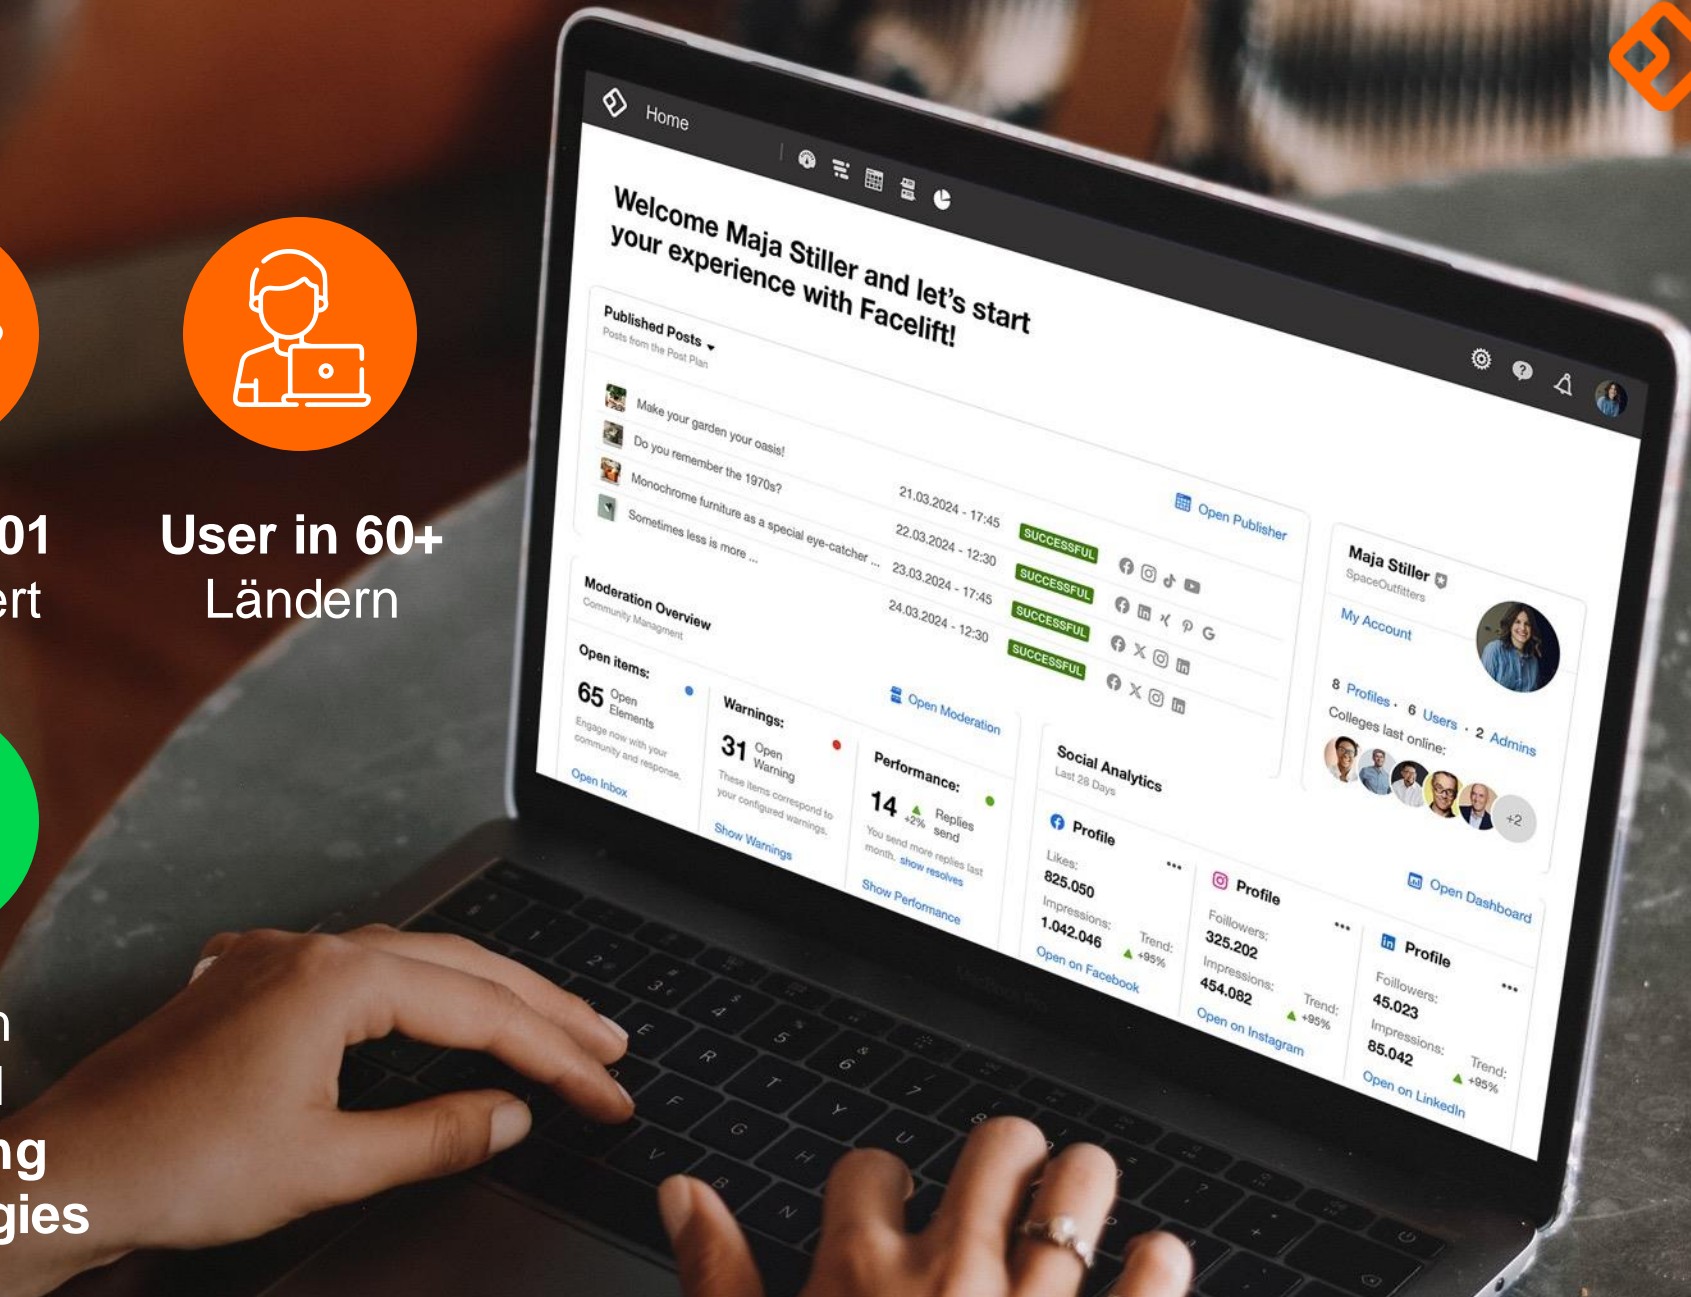 01
ert
User in 60+
Ländern
ng
gies
Home
Welcome Maja Stiller and let's start
your experience with Facelift!
Published Posts
Posts from the Post Plan
Open Publisher
Make your garden your oasis!
21.03.2024 - 17:45
SUCCESSFUL
Do you remember the 1970s?
22.03.2024 - 12:30
SUCCESSFUL
Monochrome furniture as a special eye-catcher ...
23.03.2024 - 17:45
SUCCESSFUL
Sometimes less is more ...
24.03.2024 - 12:30
SUCCESSFUL
Maja Stiller
SpaceOutfitters
My Account
8 Profiles · 6 Users · 2 Admins
Colleges last online:
+2
Moderation Overview
Community Managment
Open Moderation
Open items:
65 Open
Elements
Engage now with your
community and response.
Open Inbox
Warnings:
31 Open
Warning
These items correspond to
your configured warnings.
Show Warnings
Performance:
14 +2% Replies
send
You send more replies last
month. show resolves
Show Performance
Social Analytics
Last 28 Days
Open Dashboard
Profile
Likes:
825.050
Impressions:
1.042.046
Trend:
+95%
Open on Facebook
Profile
Foillowers:
325.202
Impressions:
454.082
Trend:
+95%
Open on Instagram
Profile
Foillowers:
45.023
Impressions:
85.042
Trend:
+95%
Open on LinkedIn